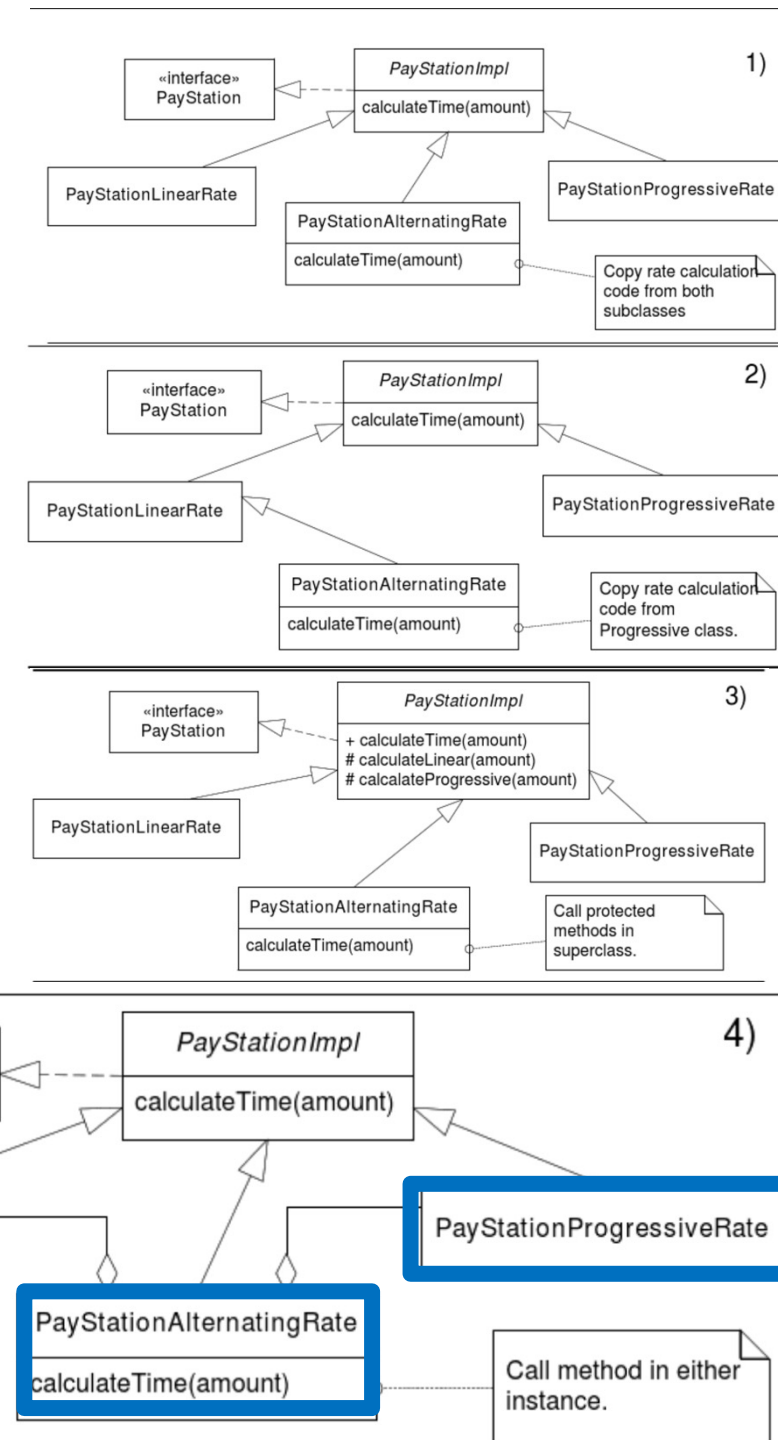 1)
«interface»
PayStation
PayStationImpl
calculateTime(amount)
PayStationLinearRate
PayStationAlternatingRate
calculateTime(amount)
PayStationProgressiveRate
Copy rate calculation
code from both
subclasses
2)
«interface»
PayStation
PayStationImpl
calculateTime(amount)
PayStationLinearRate
PayStationProgressiveRate
PayStationAlternatingRate
calculateTime(amount)
Copy rate calculation
code from
Progressive class.
3)
«interface»
PayStation
PayStationImpl
+ calculateTime(amount)
# calculateLinear(amount)
# calcalateProgressive(amount)
PayStationLinearRate
PayStationProgressiveRate
PayStationAlternatingRate
calculateTime(amount)
Call protected
methods in
superclass.
4)
PayStationImpl
calculateTime(amount)
PayStationProgressiveRate
PayStationAlternatingRate
calculateTime(amount)
Call method in either
instance.